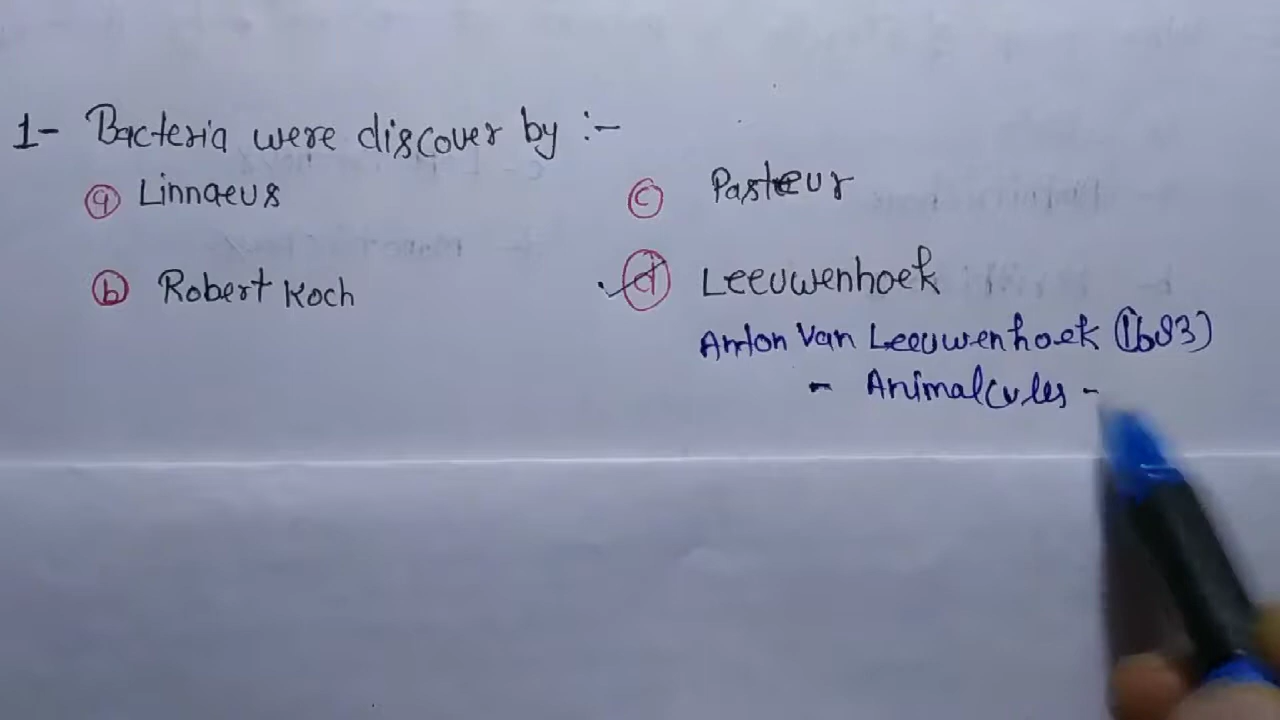 1- Bacteria were discover by :-
a Linnaeus
b Robert Koch
c Pasteur
d Leeuwenhoek
Anton Van Leeuwenhoek (1683)
- Animalcules -